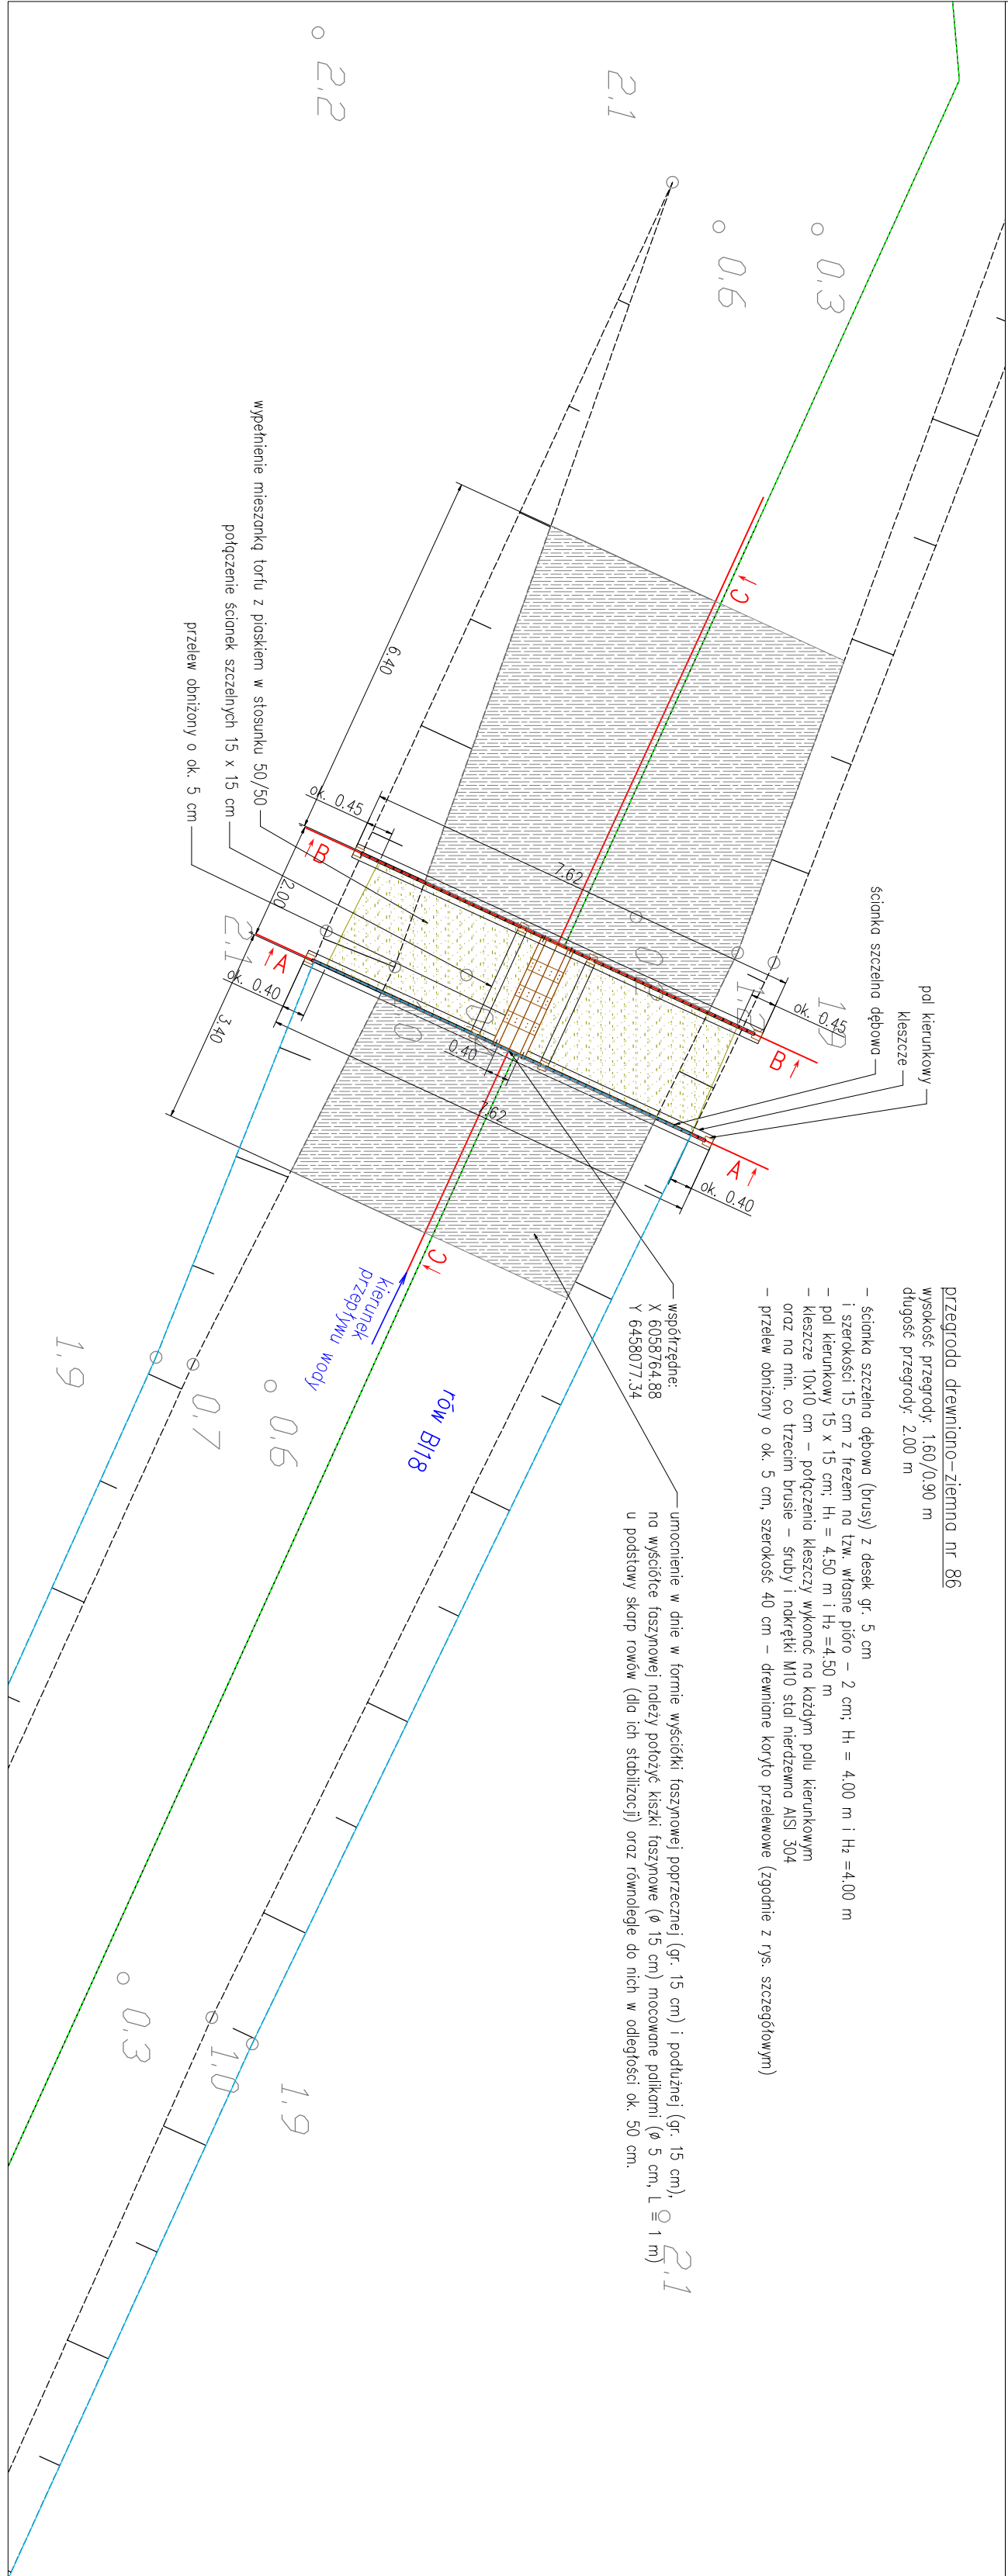 przegroda drewniano-ziemna nr 86
wysokość przegrody: 1.60/0.90 m
długość przegrody: 2.00 m
- ścianka szczelna dębowa (brusy) z desek gr. 5 cm
i szerokości 15 cm z frezem na tzw. własne pióro - 2 cm; H₁ = 4.00 m i H₂ =4.00 m
- pal kierunkowy 15 x 15 cm; H₁ = 4.50 m i H₂ =4.50 m
- kleszcze 10x10 cm - połączenia kleszczy wykonać na każdym palu kierunkowym
oraz na min. co trzecim brusie - śruby i nakrętki M10 stal nierdzewna AISI 304
- przelew obniżony o ok. 5 cm, szerokość 40 cm - drewniane koryto przelewowe (zgodnie z rys. szczegółowym)
pal kierunkowy
kleszcze
ścianka szczelna dębowa
współrzędne:
X 6058764.88
Y 6458077.34
umocnienie w dnie w formie wyściółki faszynowej poprzecznej (gr. 15 cm) i podłużnej (gr. 15 cm),
na wyściółce faszynowej należy położyć kiszki faszynowe (ø 15 cm) mocowane palikami (ø 5 cm, L = 1 m)
u podstawy skarp rowów (dla ich stabilizacji) oraz równolegle do nich w odległości ok. 50 cm.
wypełnienie mieszanką torfu z piaskiem w stosunku 50/50
połączenie ścianek szczelnych 15 x 15 cm
przelew obniżony o ok. 5 cm
kierunek
przepływu wody
rów BI18
6.40
2.00
3.40
ok. 0.45
7.62
ok. 0.45
ok. 0.40
0.40
7.62
ok. 0.40
A
A
B
B
C
C
2.2
2.1
0.6
0.3
2.1
1.9
0.7
0.6
0.3
1.0
1.9
2.1